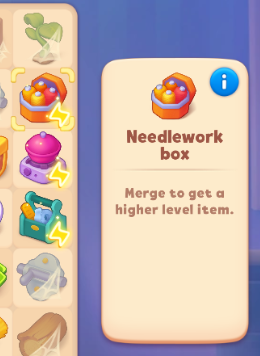 i
Needlework
box
Merge to get a
higher level item.